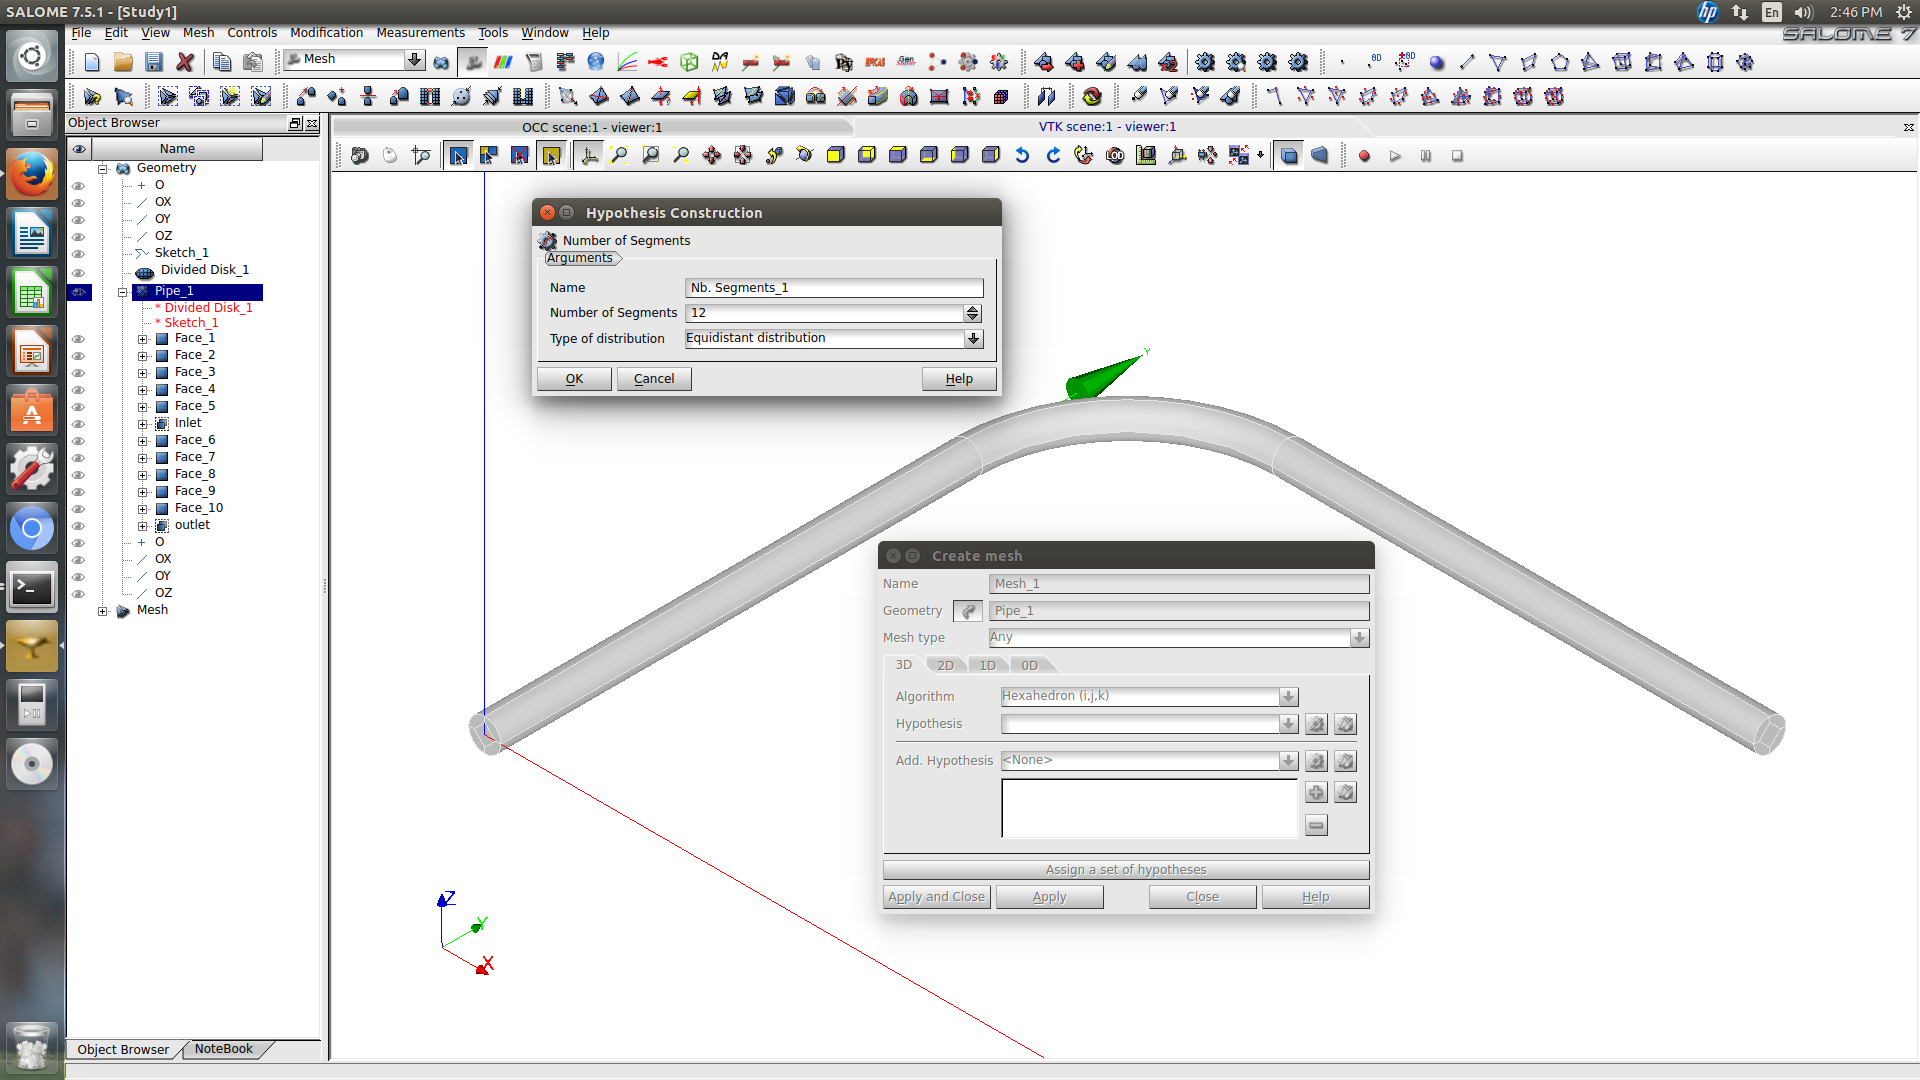 SALOME 7.5.1 - [Study1]
En
2:46 PM
File Edit View Mesh Controls Modification Measurements Tools Window Help
SALOME 7
Mesh
Object Browser
OCC scene:1 - viewer:1
VTK scene:1 - viewer:1
Name
Geometry
O
OX
OY
OZ
Sketch_1
Divided Disk_1
Pipe_1
* Divided Disk_1
* Sketch_1
Face_1
Face_2
Face_3
Face_4
Face_5
Inlet
Face_6
Face_7
Face_8
Face_9
Face_10
outlet
O
OX
OY
OZ
Mesh
Hypothesis Construction
Number of Segments
Arguments
Name Nb. Segments_1
Number of Segments 12
Type of distribution Equidistant distribution
OK Cancel Help
Y
Create mesh
Name Mesh_1
Geometry Pipe_1
Mesh type Any
3D 2D 1D 0D
Algorithm Hexahedron (i,j,k)
Hypothesis
Add. Hypothesis <None>
Assign a set of hypotheses
Apply and Close Apply Close Help
Z
Y
X
Object Browser NoteBook